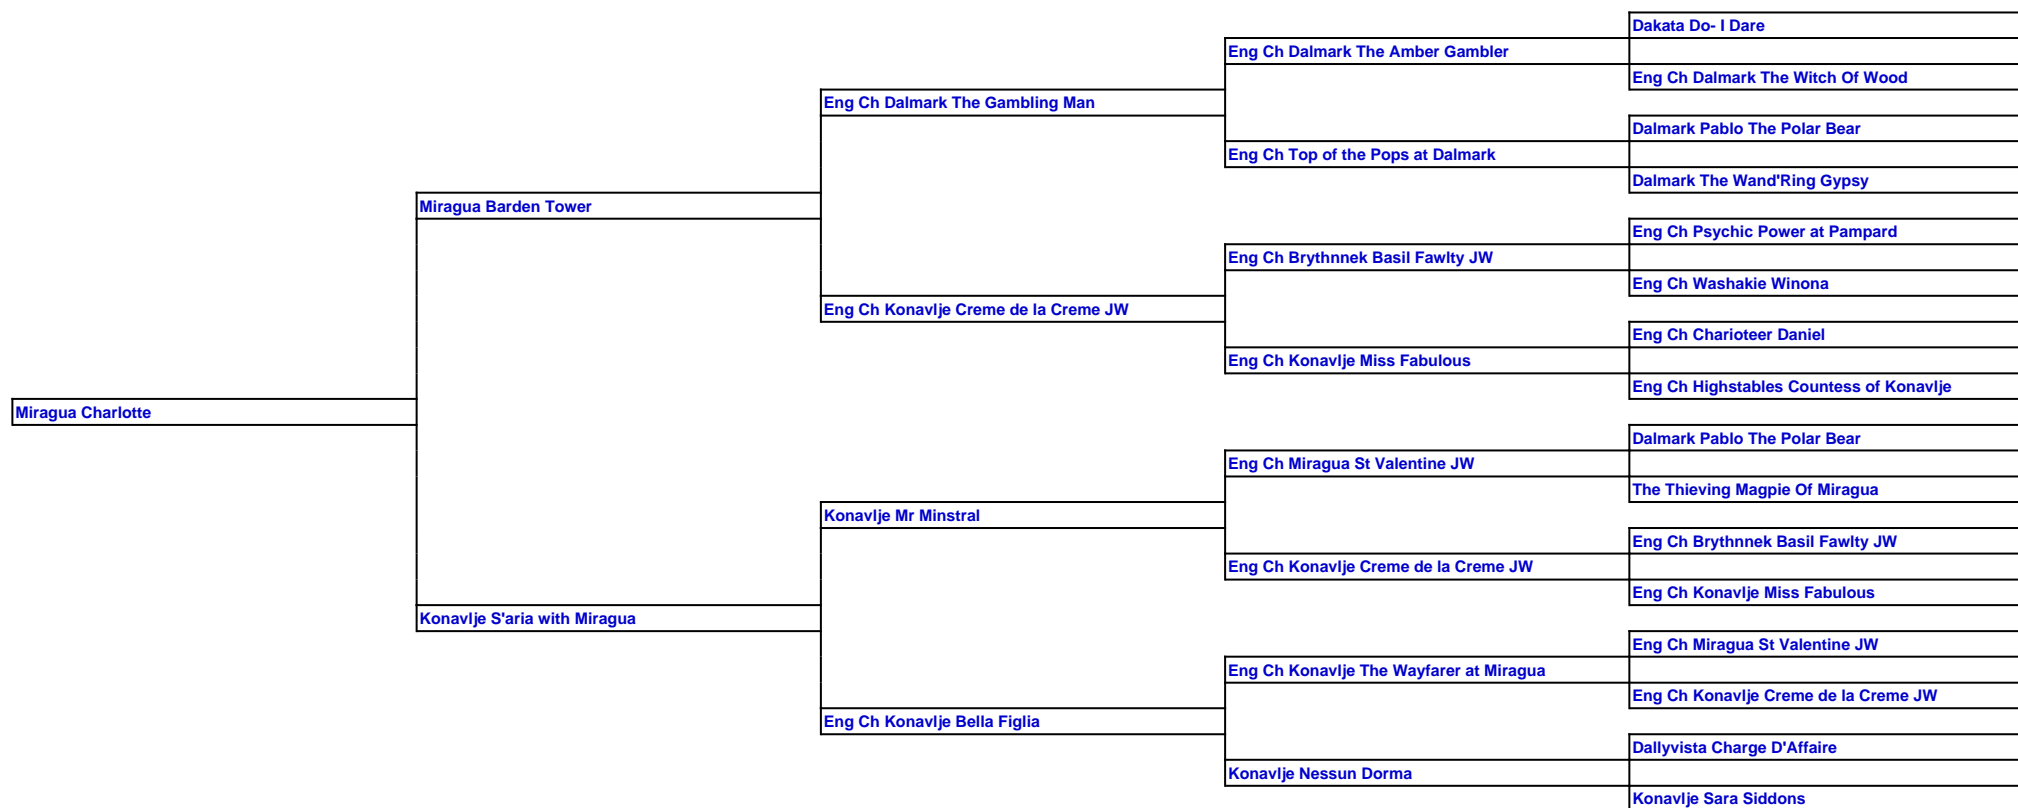 Dakata Do- I Dare
Eng Ch Dalmark The Amber Gambler
Eng Ch Dalmark The Witch Of Wood
Eng Ch Dalmark The Gambling Man
Dalmark Pablo The Polar Bear
Eng Ch Top of the Pops at Dalmark
Dalmark The Wand'Ring Gypsy
Miragua Barden Tower
Eng Ch Psychic Power at Pampard
Eng Ch Brythnnek Basil Fawlty JW
Eng Ch Washakie Winona
Eng Ch Konavlje Creme de la Creme JW
Eng Ch Charioteer Daniel
Eng Ch Konavlje Miss Fabulous
Eng Ch Highstables Countess of Konavlje
Miragua Charlotte
Dalmark Pablo The Polar Bear
Eng Ch Miragua St Valentine JW
The Thieving Magpie Of Miragua
Konavlje Mr Minstral
Eng Ch Brythnnek Basil Fawlty JW
Eng Ch Konavlje Creme de la Creme JW
Eng Ch Konavlje Miss Fabulous
Konavlje S'aria with Miragua
Eng Ch Miragua St Valentine JW
Eng Ch Konavlje The Wayfarer at Miragua
Eng Ch Konavlje Creme de la Creme JW
Eng Ch Konavlje Bella Figlia
Dallyvista Charge D'Affaire
Konavlje Nessun Dorma
Konavlje Sara Siddons